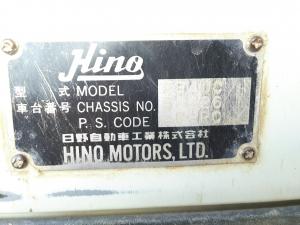 Hino
型式 MODEL
車台番号 CHASSIS NO.
P. S. CODE
日野自動車工業株式会社
HINO MOTORS, LTD.